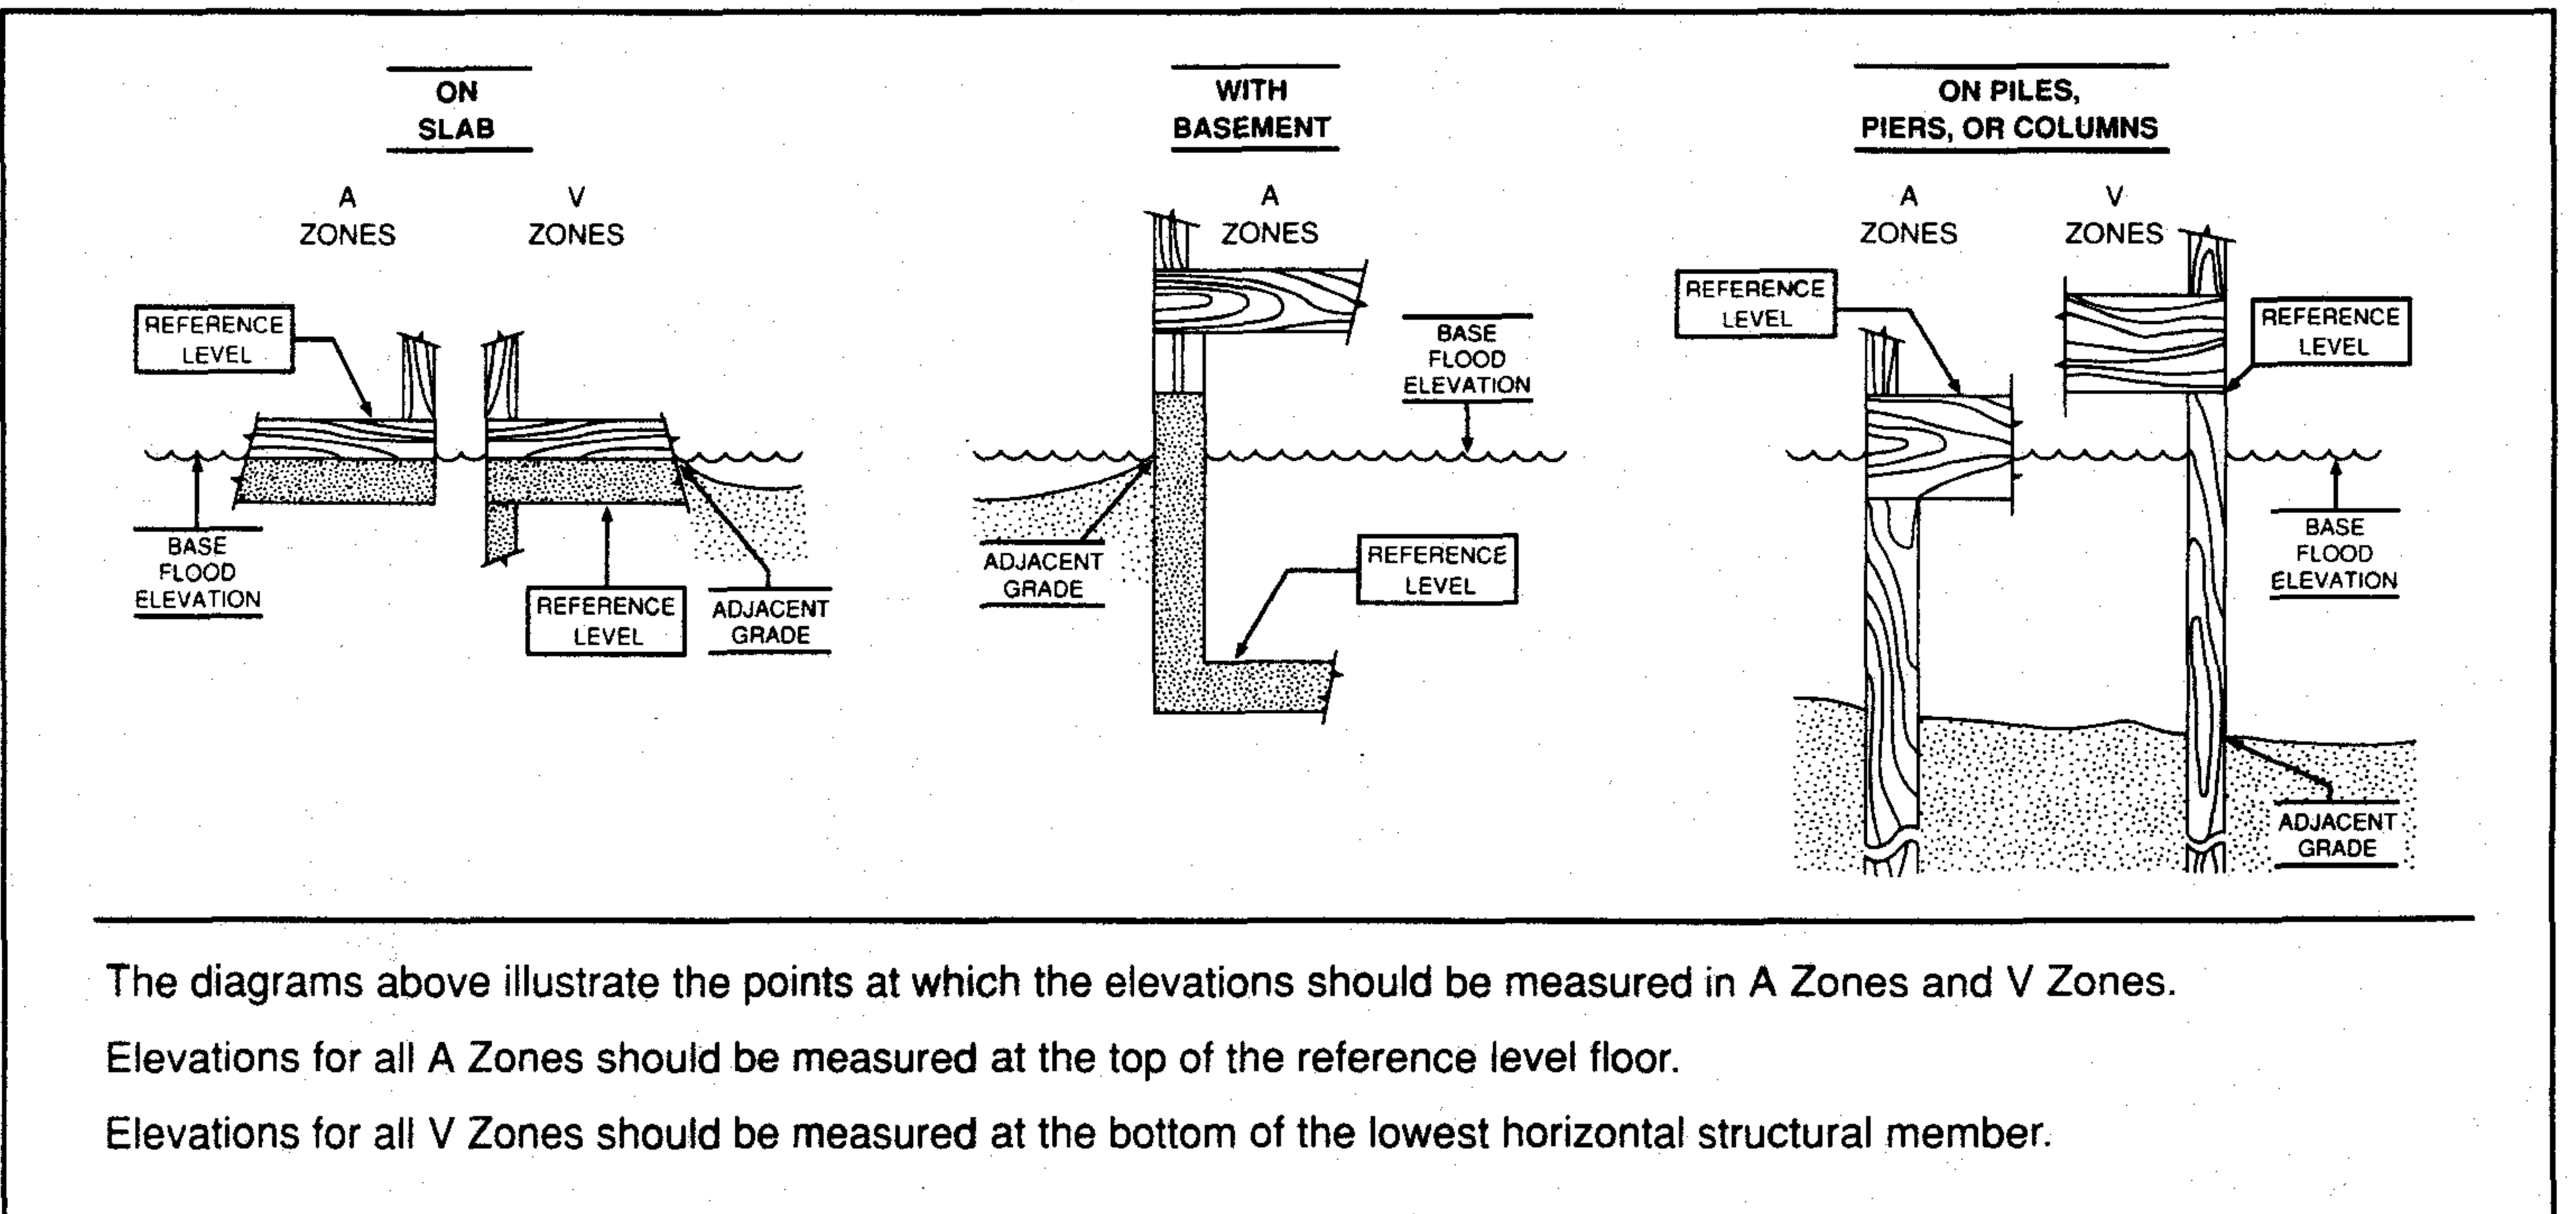 ON
SLAB
A
ZONES
V
ZONES
REFERENCE
LEVEL
BASE
FLOOD
ELEVATION
REFERENCE
LEVEL
ADJACENT
GRADE
WITH
BASEMENT
A
ZONES
BASE
FLOOD
ELEVATION
ADJACENT
GRADE
REFERENCE
LEVEL
ON PILES,
PIERS, OR COLUMNS
A
ZONES
V
ZONES
REFERENCE
LEVEL
REFERENCE
LEVEL
BASE
FLOOD
ELEVATION
ADJACENT
GRADE
The diagrams above illustrate the points at which the elevations should be measured in A Zones and V Zones.
Elevations for all A Zones should be measured at the top of the reference level floor.
Elevations for all V Zones should be measured at the bottom of the lowest horizontal structural member.